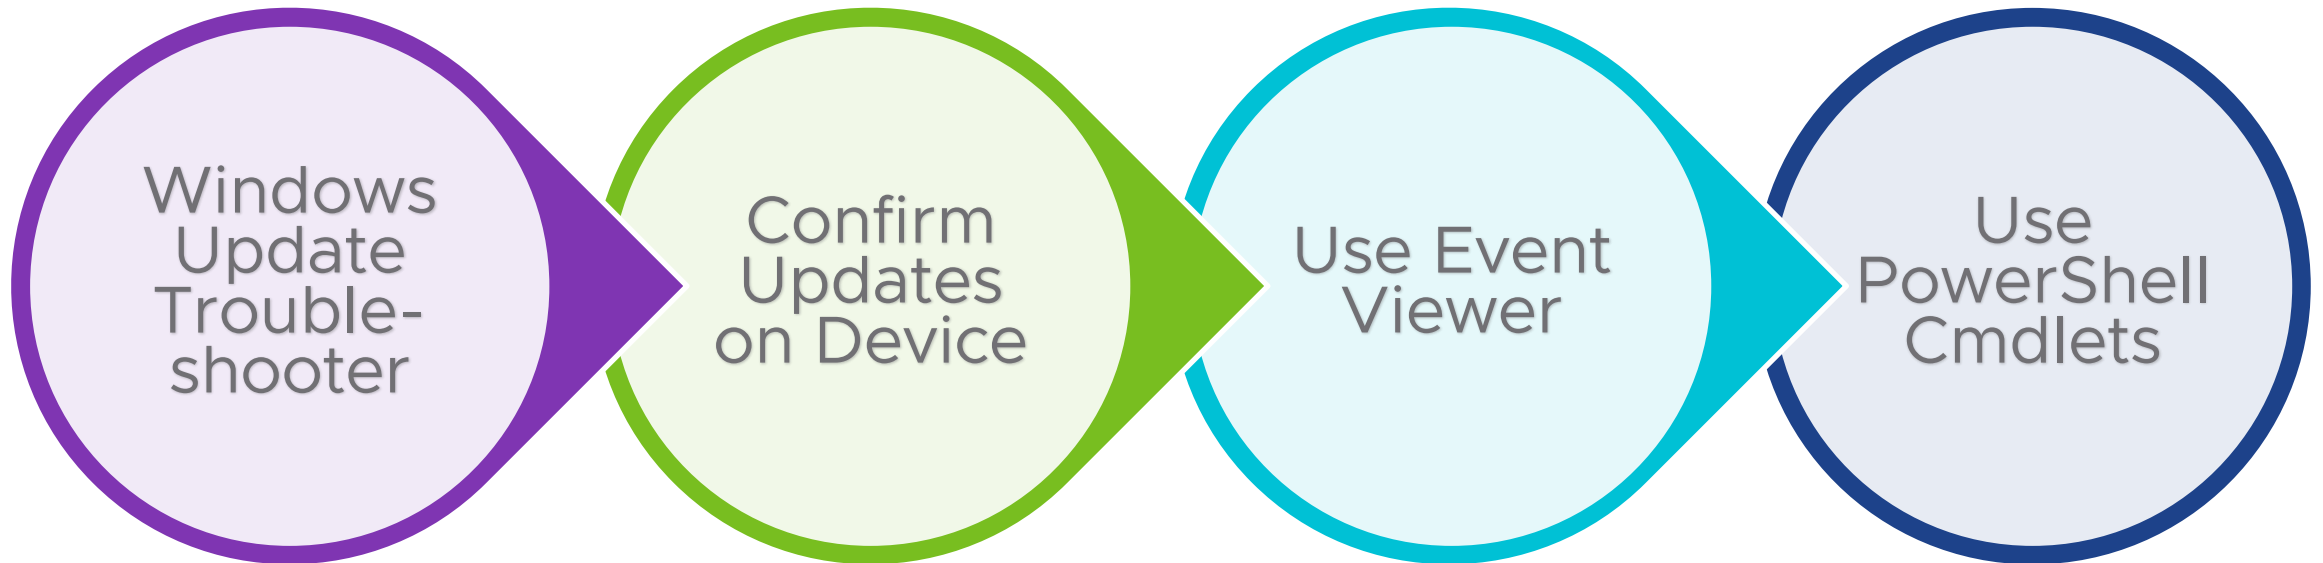 Windows
Update
Trouble-
shooter
Confirm
Updates
on Device
Use Event
Viewer
Use
PowerShell
Cmdlets